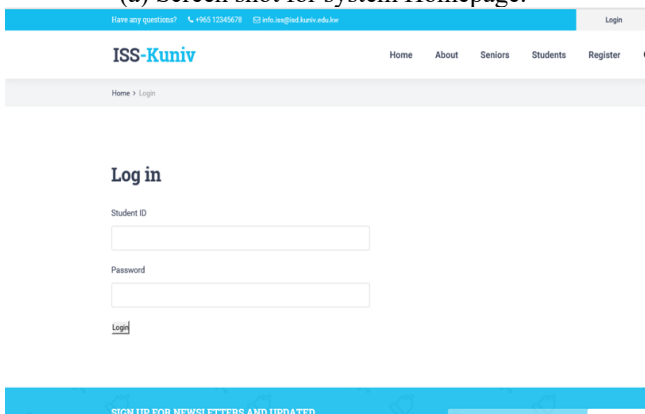 (a) Screen shot for system Homepage.
Have any questions? +965 12345678 info.iss@isd.kuniv.edu.kw Login
ISS-Kuniv Home About Seniors Students Register
Home > Login
Log in
Student ID
Password
Login
SIGN UP FOR NEWSLETTERS AND UPDATED